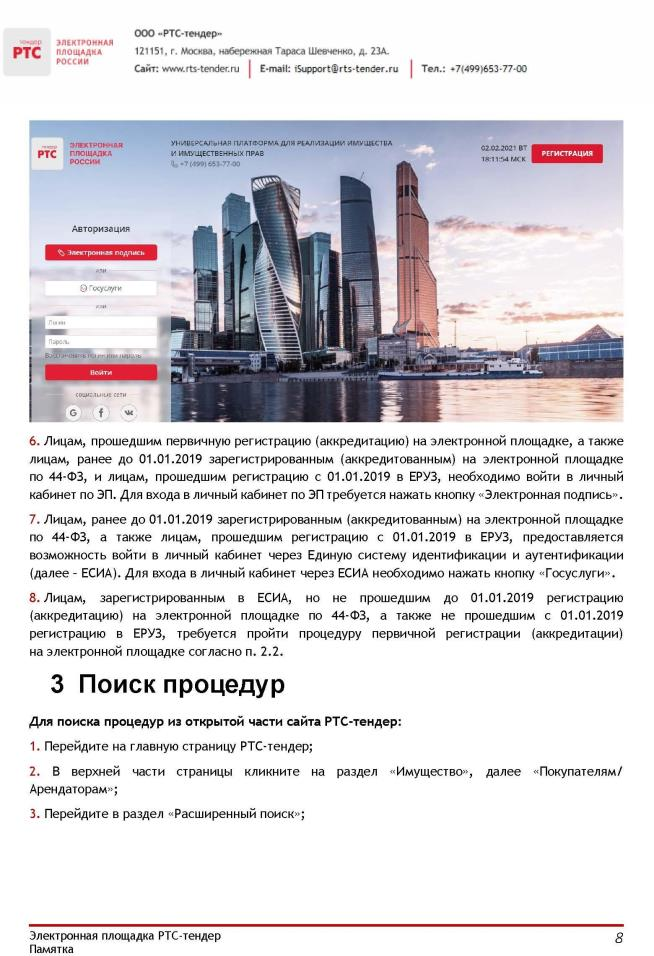 ООО «РТС-тендер»
121151, г. Москва, набережная Тараса Шевченко, д. 23А.
Сайт: www.rts-tender.ru | E-mail: iSupport@rts-tender.ru | Тел.: +7(499)653-77-00
тендер
РТС
ЭЛЕКТРОННАЯ
ПЛОЩАДКА
РОССИИ
тендер
РТС
ЭЛЕКТРОННАЯ
ПЛОЩАДКА
РОССИИ
УНИВЕРСАЛЬНАЯ ПЛАТФОРМА ДЛЯ РЕАЛИЗАЦИИ ИМУЩЕСТВА
И ИМУЩЕСТВЕННЫХ ПРАВ
+7 (499) 653-77-00
02.02.2021 ВТ
18:11:54 МСК
РЕГИСТРАЦИЯ
Авторизация
Электронная подпись
или
Госуслуги
или
Логин
Пароль
Восстановить логин или пароль
Войти
социальные сети
6. Лицам, прошедшим первичную регистрацию (аккредитацию) на электронной площадке, а также
лицам, ранее до 01.01.2019 зарегистрированным (аккредитованным) на электронной площадке
по 44-ФЗ, и лицам, прошедшим регистрацию с 01.01.2019 в ЕРУЗ, необходимо войти в личный
кабинет по ЭП. Для входа в личный кабинет по ЭП требуется нажать кнопку «Электронная подпись».
7. Лицам, ранее до 01.01.2019 зарегистрированным (аккредитованным) на электронной площадке
по 44-ФЗ, а также лицам, прошедшим регистрацию с 01.01.2019 в ЕРУЗ, предоставляется
возможность войти в личный кабинет через Единую систему идентификации и аутентификации
(далее – ЕСИА). Для входа в личный кабинет через ЕСИА необходимо нажать кнопку «Госуслуги».
8. Лицам, зарегистрированным в ЕСИА, но не прошедшим до 01.01.2019 регистрацию
(аккредитацию) на электронной площадке по 44-ФЗ, а также не прошедшим с 01.01.2019
регистрацию в ЕРУЗ, требуется пройти процедуру первичной регистрации (аккредитации)
на электронной площадке согласно п. 2.2.
3 Поиск процедур
Для поиска процедур из открытой части сайта РТС-тендер:
1. Перейдите на главную страницу РТС-тендер;
2. В верхней части страницы кликните на раздел «Имущество», далее «Покупателям/
Арендаторам»;
3. Перейдите в раздел «Расширенный поиск»;
Электронная площадка РТС-тендер
Памятка
8